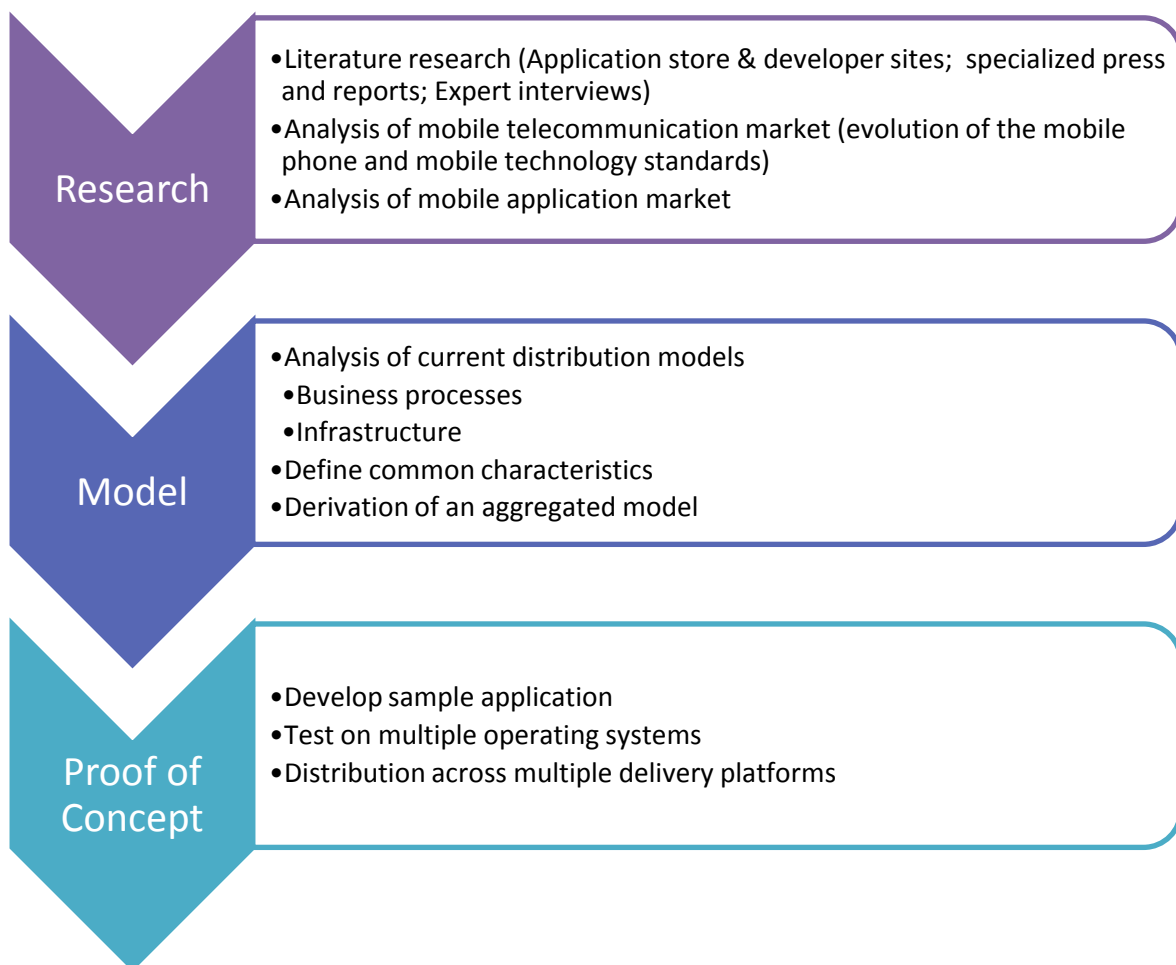 Research
•Literature research (Application store & developer sites;  specialized press
and reports; Expert interviews)
•Analysis of mobile telecommunication market (evolution of the mobile
phone and mobile technology standards)
•Analysis of mobile application market
Model
•Analysis of current distribution models
•Business processes
•Infrastructure
•Define common characteristics
•Derivation of an aggregated model
Proof of
Concept
•Develop sample application
•Test on multiple operating systems
•Distribution across multiple delivery platforms